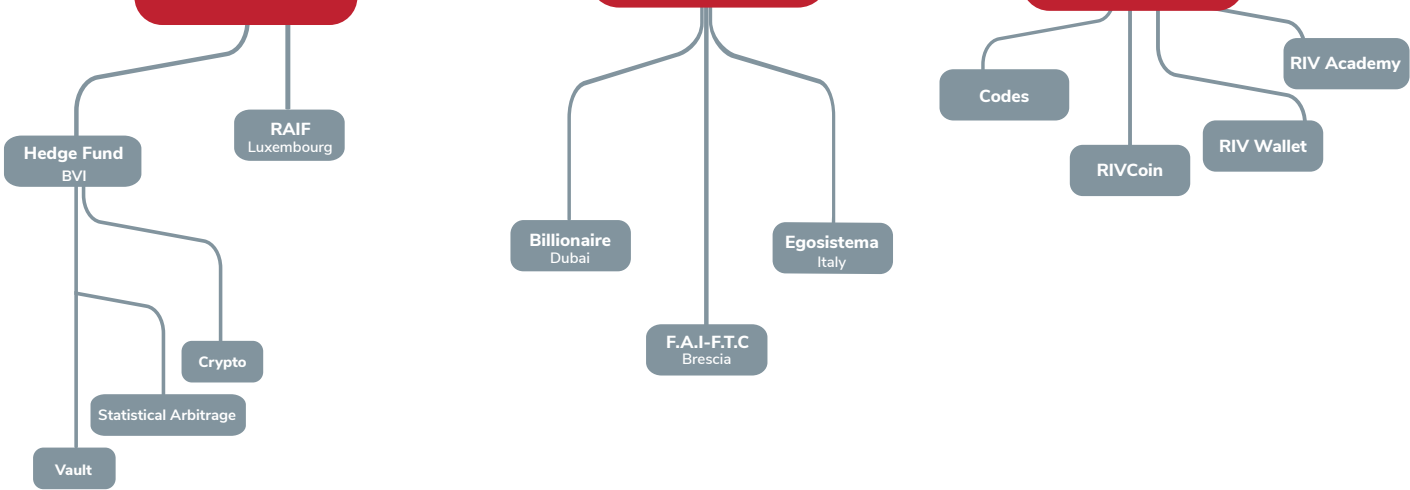 RAIF
Luxembourg
Hedge Fund
BVI
Crypto
Statistical Arbitrage
Vault
Billionaire
Dubai
Egosistema
Italy
F.A.I-F.T.C
Brescia
RIV Academy
Codes
RIV Wallet
RIVCoin